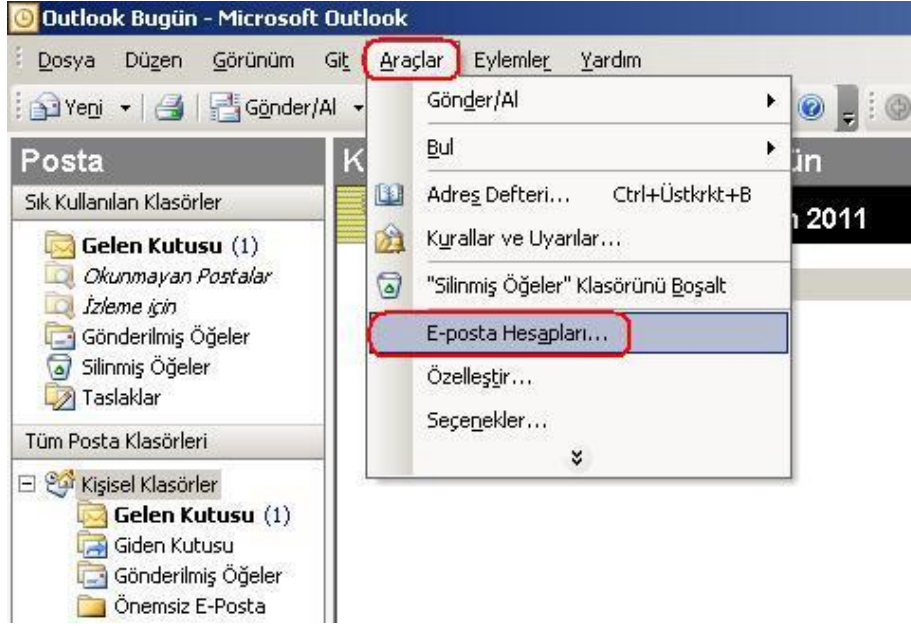 Outlook Bugün - Microsoft Outlook
Dosya Düzen Görünüm Git Araçlar Eylemler Yardım
Yeni Gönder/Al
Posta
Sık Kullanılan Klasörler
Gelen Kutusu (1)
Okunmayan Postalar
İzleme için
Gönderilmiş Öğeler
Silinmiş Öğeler
Taslaklar
Tüm Posta Klasörleri
Kişisel Klasörler
Gelen Kutusu (1)
Giden Kutusu
Gönderilmiş Öğeler
Önemsiz E-Posta
Gönder/Al
Bul
Adres Defteri... Ctrl+Üstkrkt+B
Kurallar ve Uyarılar...
"Silinmiş Öğeler" Klasörünü Boşalt
E-posta Hesapları...
Özelleştir...
Seçenekler...
K
ün
2011